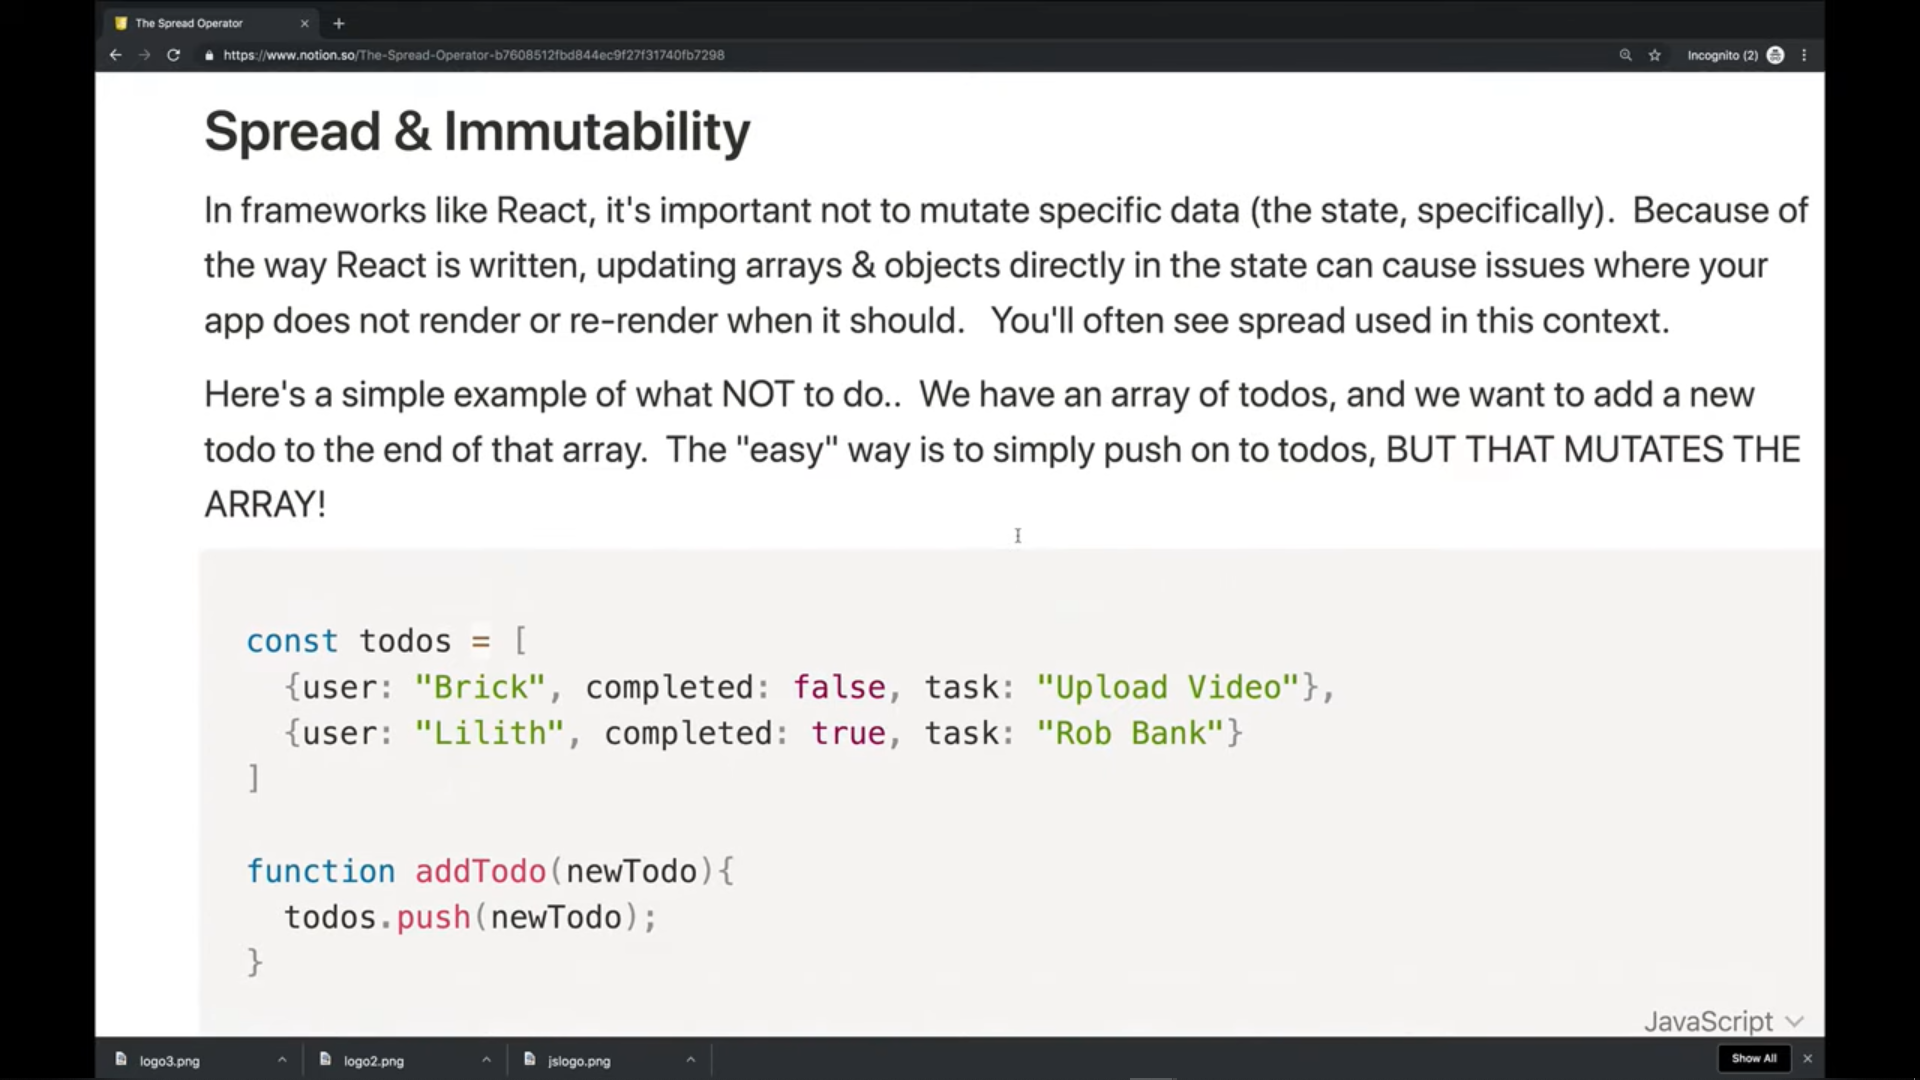 The Spread Operator
https://www.notion.so/The-Spread-Operator-b7608512fbd844ec9f27f31740fb7298
Incognito (2)
Spread & Immutability
In frameworks like React, it's important not to mutate specific data (the state, specifically).  Because of
the way React is written, updating arrays & objects directly in the state can cause issues where your
app does not render or re-render when it should.   You'll often see spread used in this context.
Here's a simple example of what NOT to do..  We have an array of todos, and we want to add a new
todo to the end of that array.  The "easy" way is to simply push on to todos, BUT THAT MUTATES THE
ARRAY!
const todos = [
  {user: "Brick", completed: false, task: "Upload Video"},
  {user: "Lilith", completed: true, task: "Rob Bank"}
]
function addTodo(newTodo){
  todos.push(newTodo);
}
JavaScript
logo3.png
logo2.png
jslogo.png
Show All